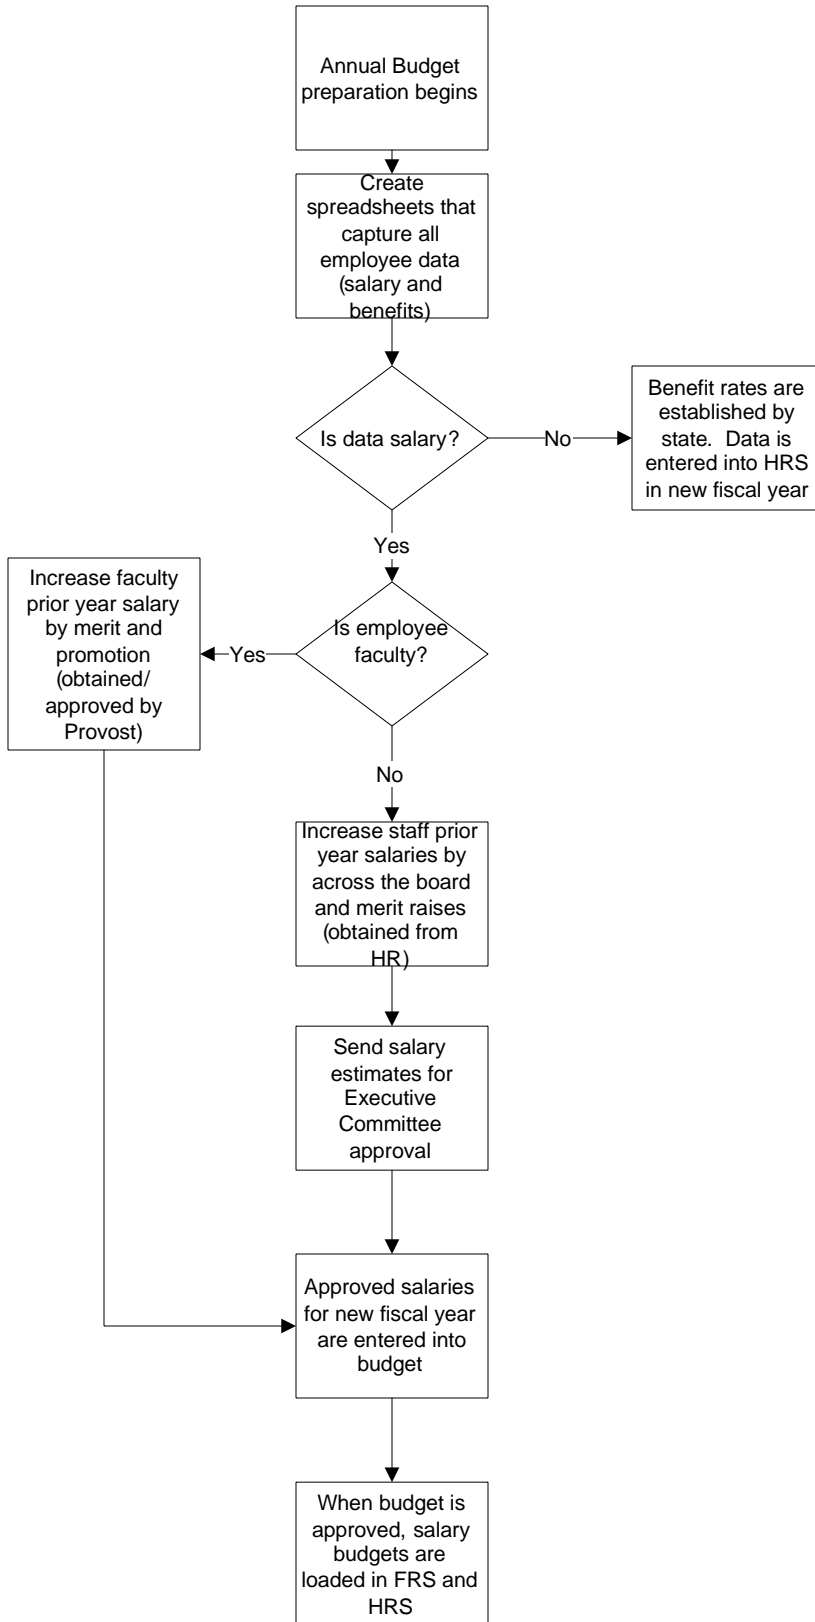 Annual Budget
preparation begins
Create
spreadsheets that
capture all
employee data
(salary and
benefits)
Is data salary?
No
Benefit rates are
established by
state.  Data is
entered into HRS
in new fiscal year
Yes
Is employee
faculty?
Yes
Increase faculty
prior year salary
by merit and
promotion
(obtained/
approved by
Provost)
No
Increase staff prior
year salaries by
across the board
and merit raises
(obtained from
HR)
Send salary
estimates for
Executive
Committee
approval
Approved salaries
for new fiscal year
are entered into
budget
When budget is
approved, salary
budgets are
loaded in FRS and
HRS